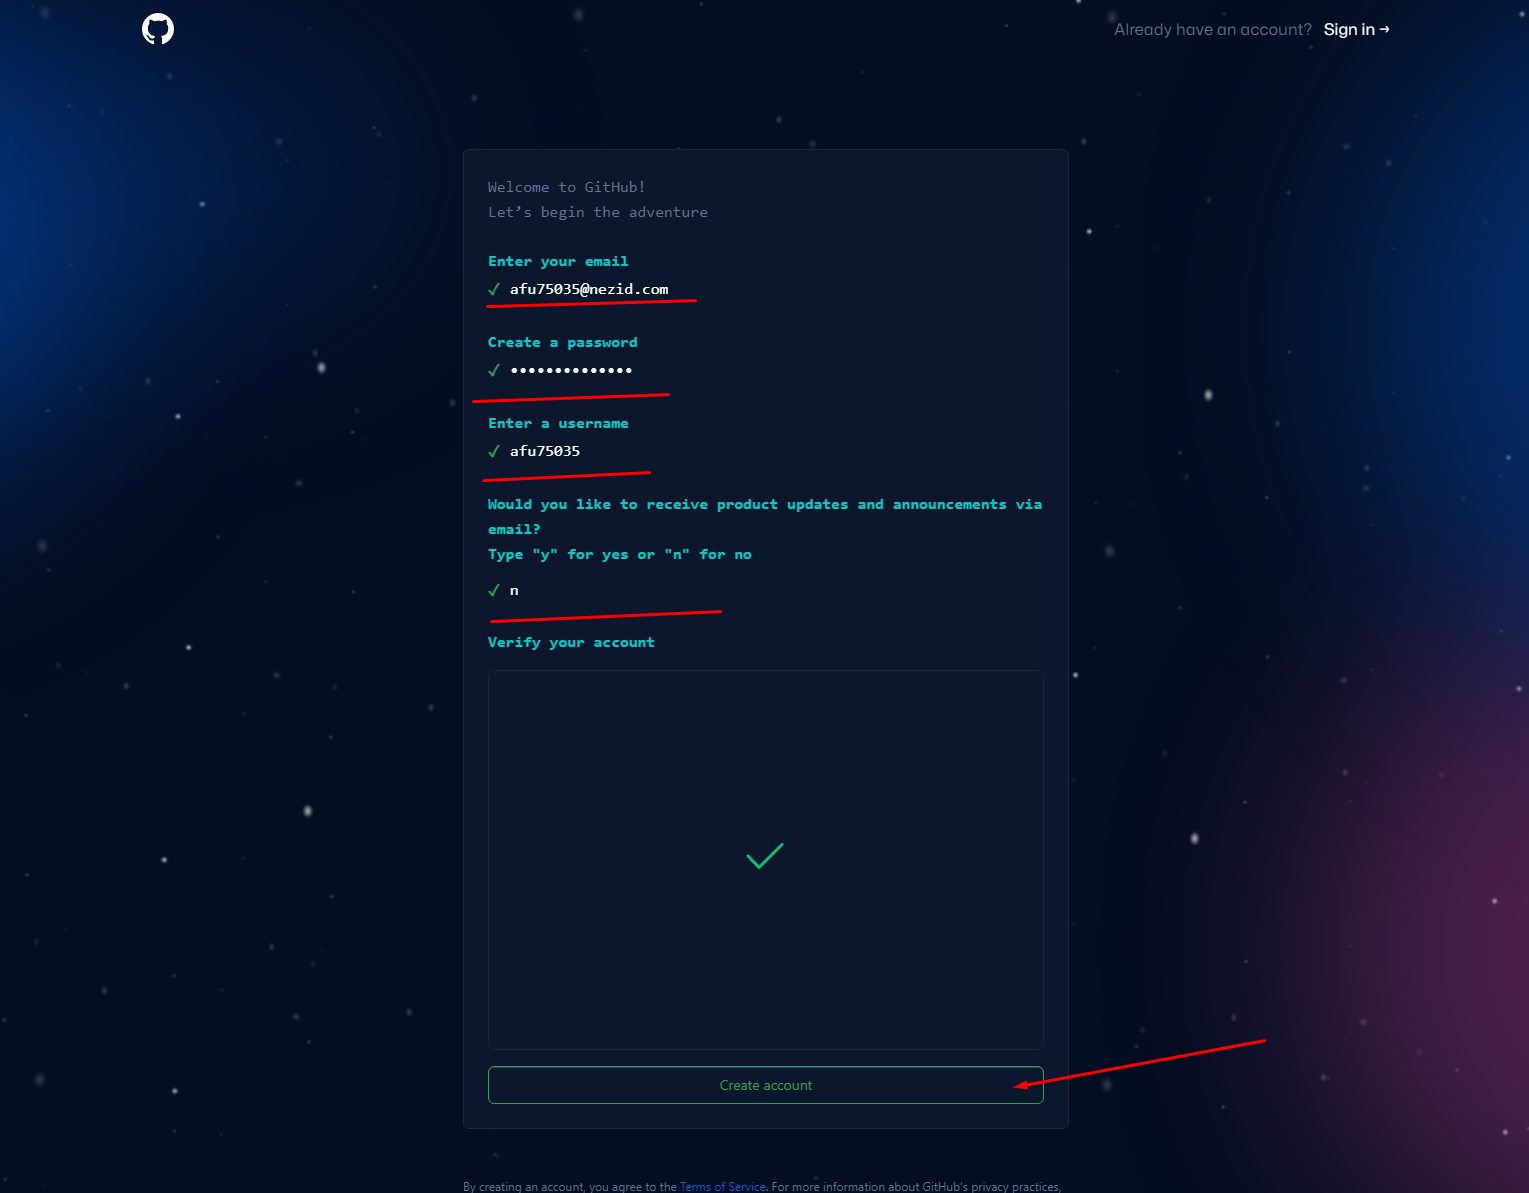 Already have an account? Sign in →
Welcome to GitHub!
Let’s begin the adventure
Enter your email
✓ afu75035@nezid.com
Create a password
✓ ••••••••••••••
Enter a username
✓ afu75035
Would you like to receive product updates and announcements via
email?
Type "y" for yes or "n" for no
✓ n
Verify your account
Create account
By creating an account, you agree to the Terms of Service. For more information about GitHub's privacy practices,